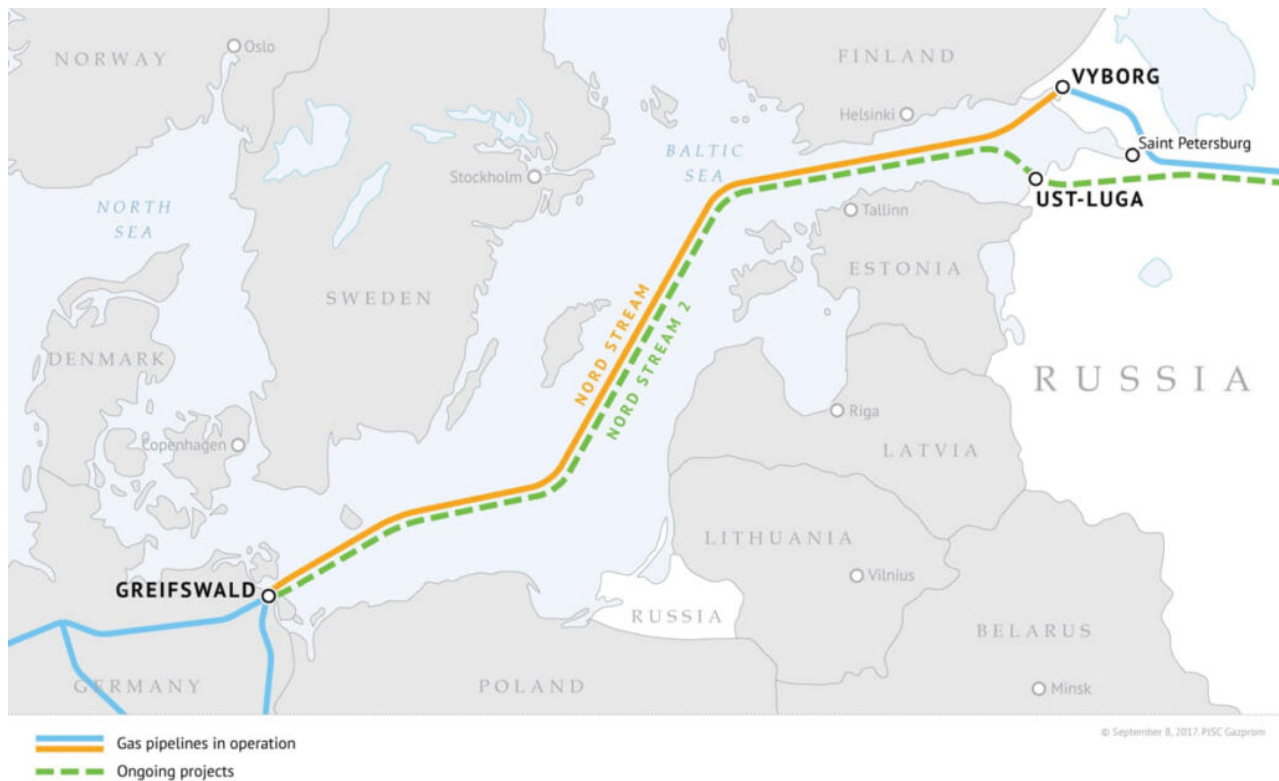 NORWAY
Oslo
FINLAND
VYBORG
Helsinki
Saint Petersburg
BALTIC
SEA
Stockholm
UST-LUGA
NORTH
SEA
Tallinn
ESTONIA
SWEDEN
NORD STREAM
NORD STREAM 2
DENMARK
RUSSIA
Riga
Copenhagen
LATVIA
LITHUANIA
Vilnius
GREIFSWALD
RUSSIA
BELARUS
GERMANY
POLAND
Minsk
© September 8, 2017. PJSC Gazprom
Gas pipelines in operation
Ongoing projects